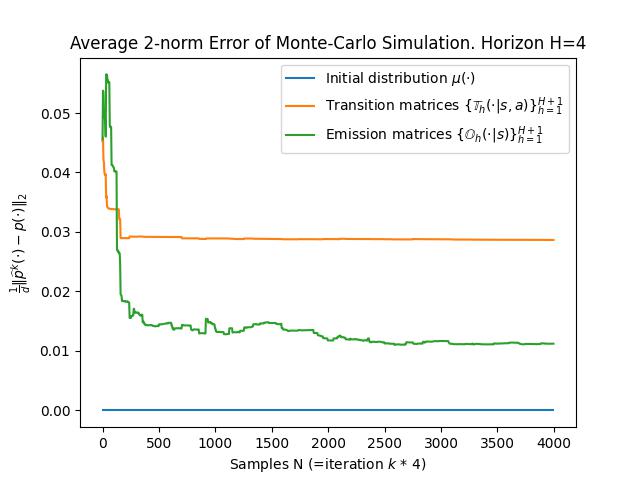 Average 2-norm Error of Monte-Carlo Simulation. Horizon H=4
Initial distribution μ(·)
Transition matrices {𝕋ₕ(·|s, a)}ₕ₌₁ᴴ⁺¹
Emission matrices {𝕆ₕ(·|s)}ₕ₌₁ᴴ⁺¹
0.05
0.04
0.03
0.02
0.01
0.00
1/d ‖p̂ᵏ(·) − p(·)‖₂
0 500 1000 1500 2000 2500 3000 3500 4000
Samples N (=iteration k * 4)